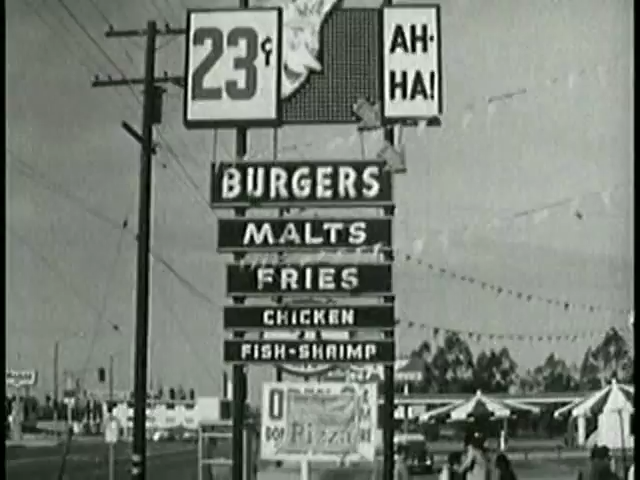 23¢
AH·
HA!
BURGERS
MALTS
FRIES
CHICKEN
FISH-SHRIMP
Pizza